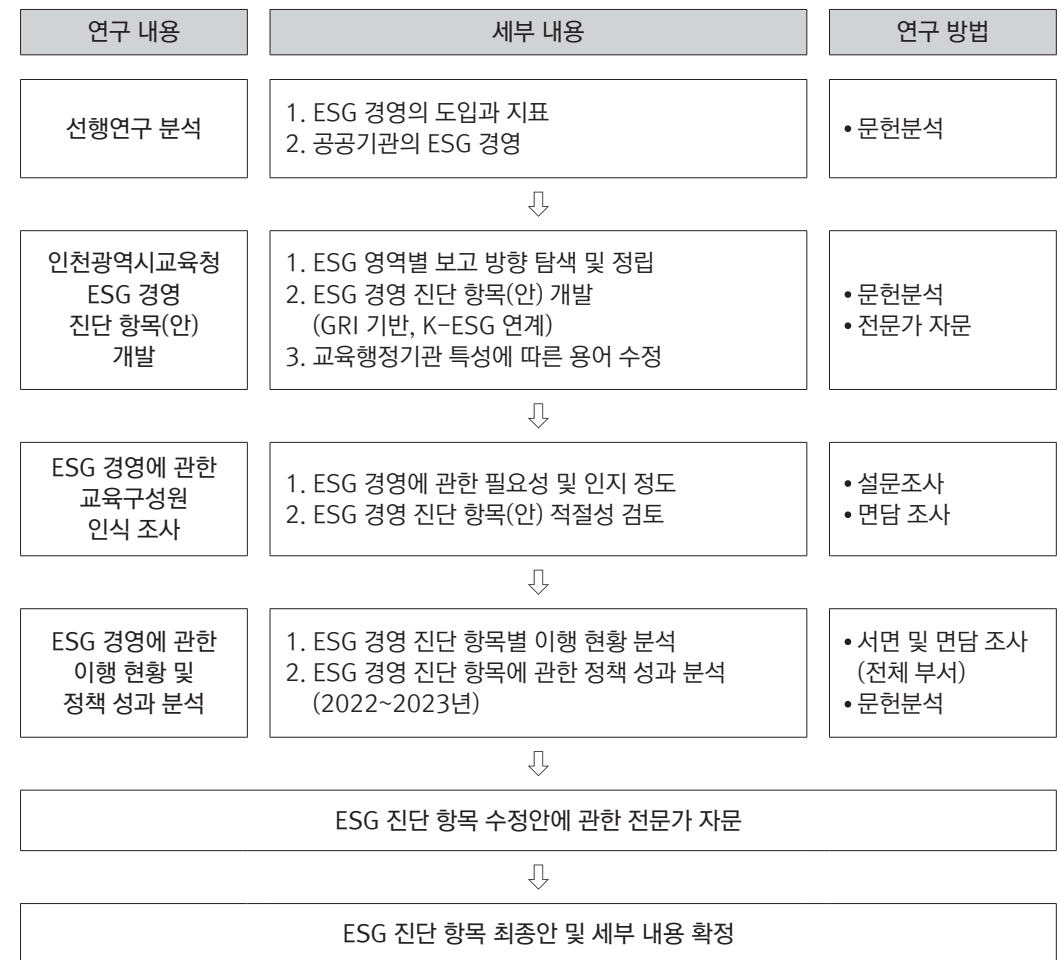 연구 내용
세부 내용
연구 방법
선행연구 분석
1. ESG 경영의 도입과 지표
2. 공공기관의 ESG 경영
• 문헌분석
인천광역시교육청
ESG 경영
진단 항목(안)
개발
1. ESG 영역별 보고 방향 탐색 및 정립
2. ESG 경영 진단 항목(안) 개발
(GRI 기반, K-ESG 연계)
3. 교육행정기관 특성에 따른 용어 수정
• 문헌분석
• 전문가 자문
ESG 경영에 관한
교육구성원
인식 조사
1. ESG 경영에 관한 필요성 및 인지 정도
2. ESG 경영 진단 항목(안) 적절성 검토
• 설문조사
• 면담 조사
ESG 경영에 관한
이행 현황 및
정책 성과 분석
1. ESG 경영 진단 항목별 이행 현황 분석
2. ESG 경영 진단 항목에 관한 정책 성과 분석
(2022~2023년)
• 서면 및 면담 조사
(전체 부서)
• 문헌분석
ESG 진단 항목 수정안에 관한 전문가 자문
ESG 진단 항목 최종안 및 세부 내용 확정